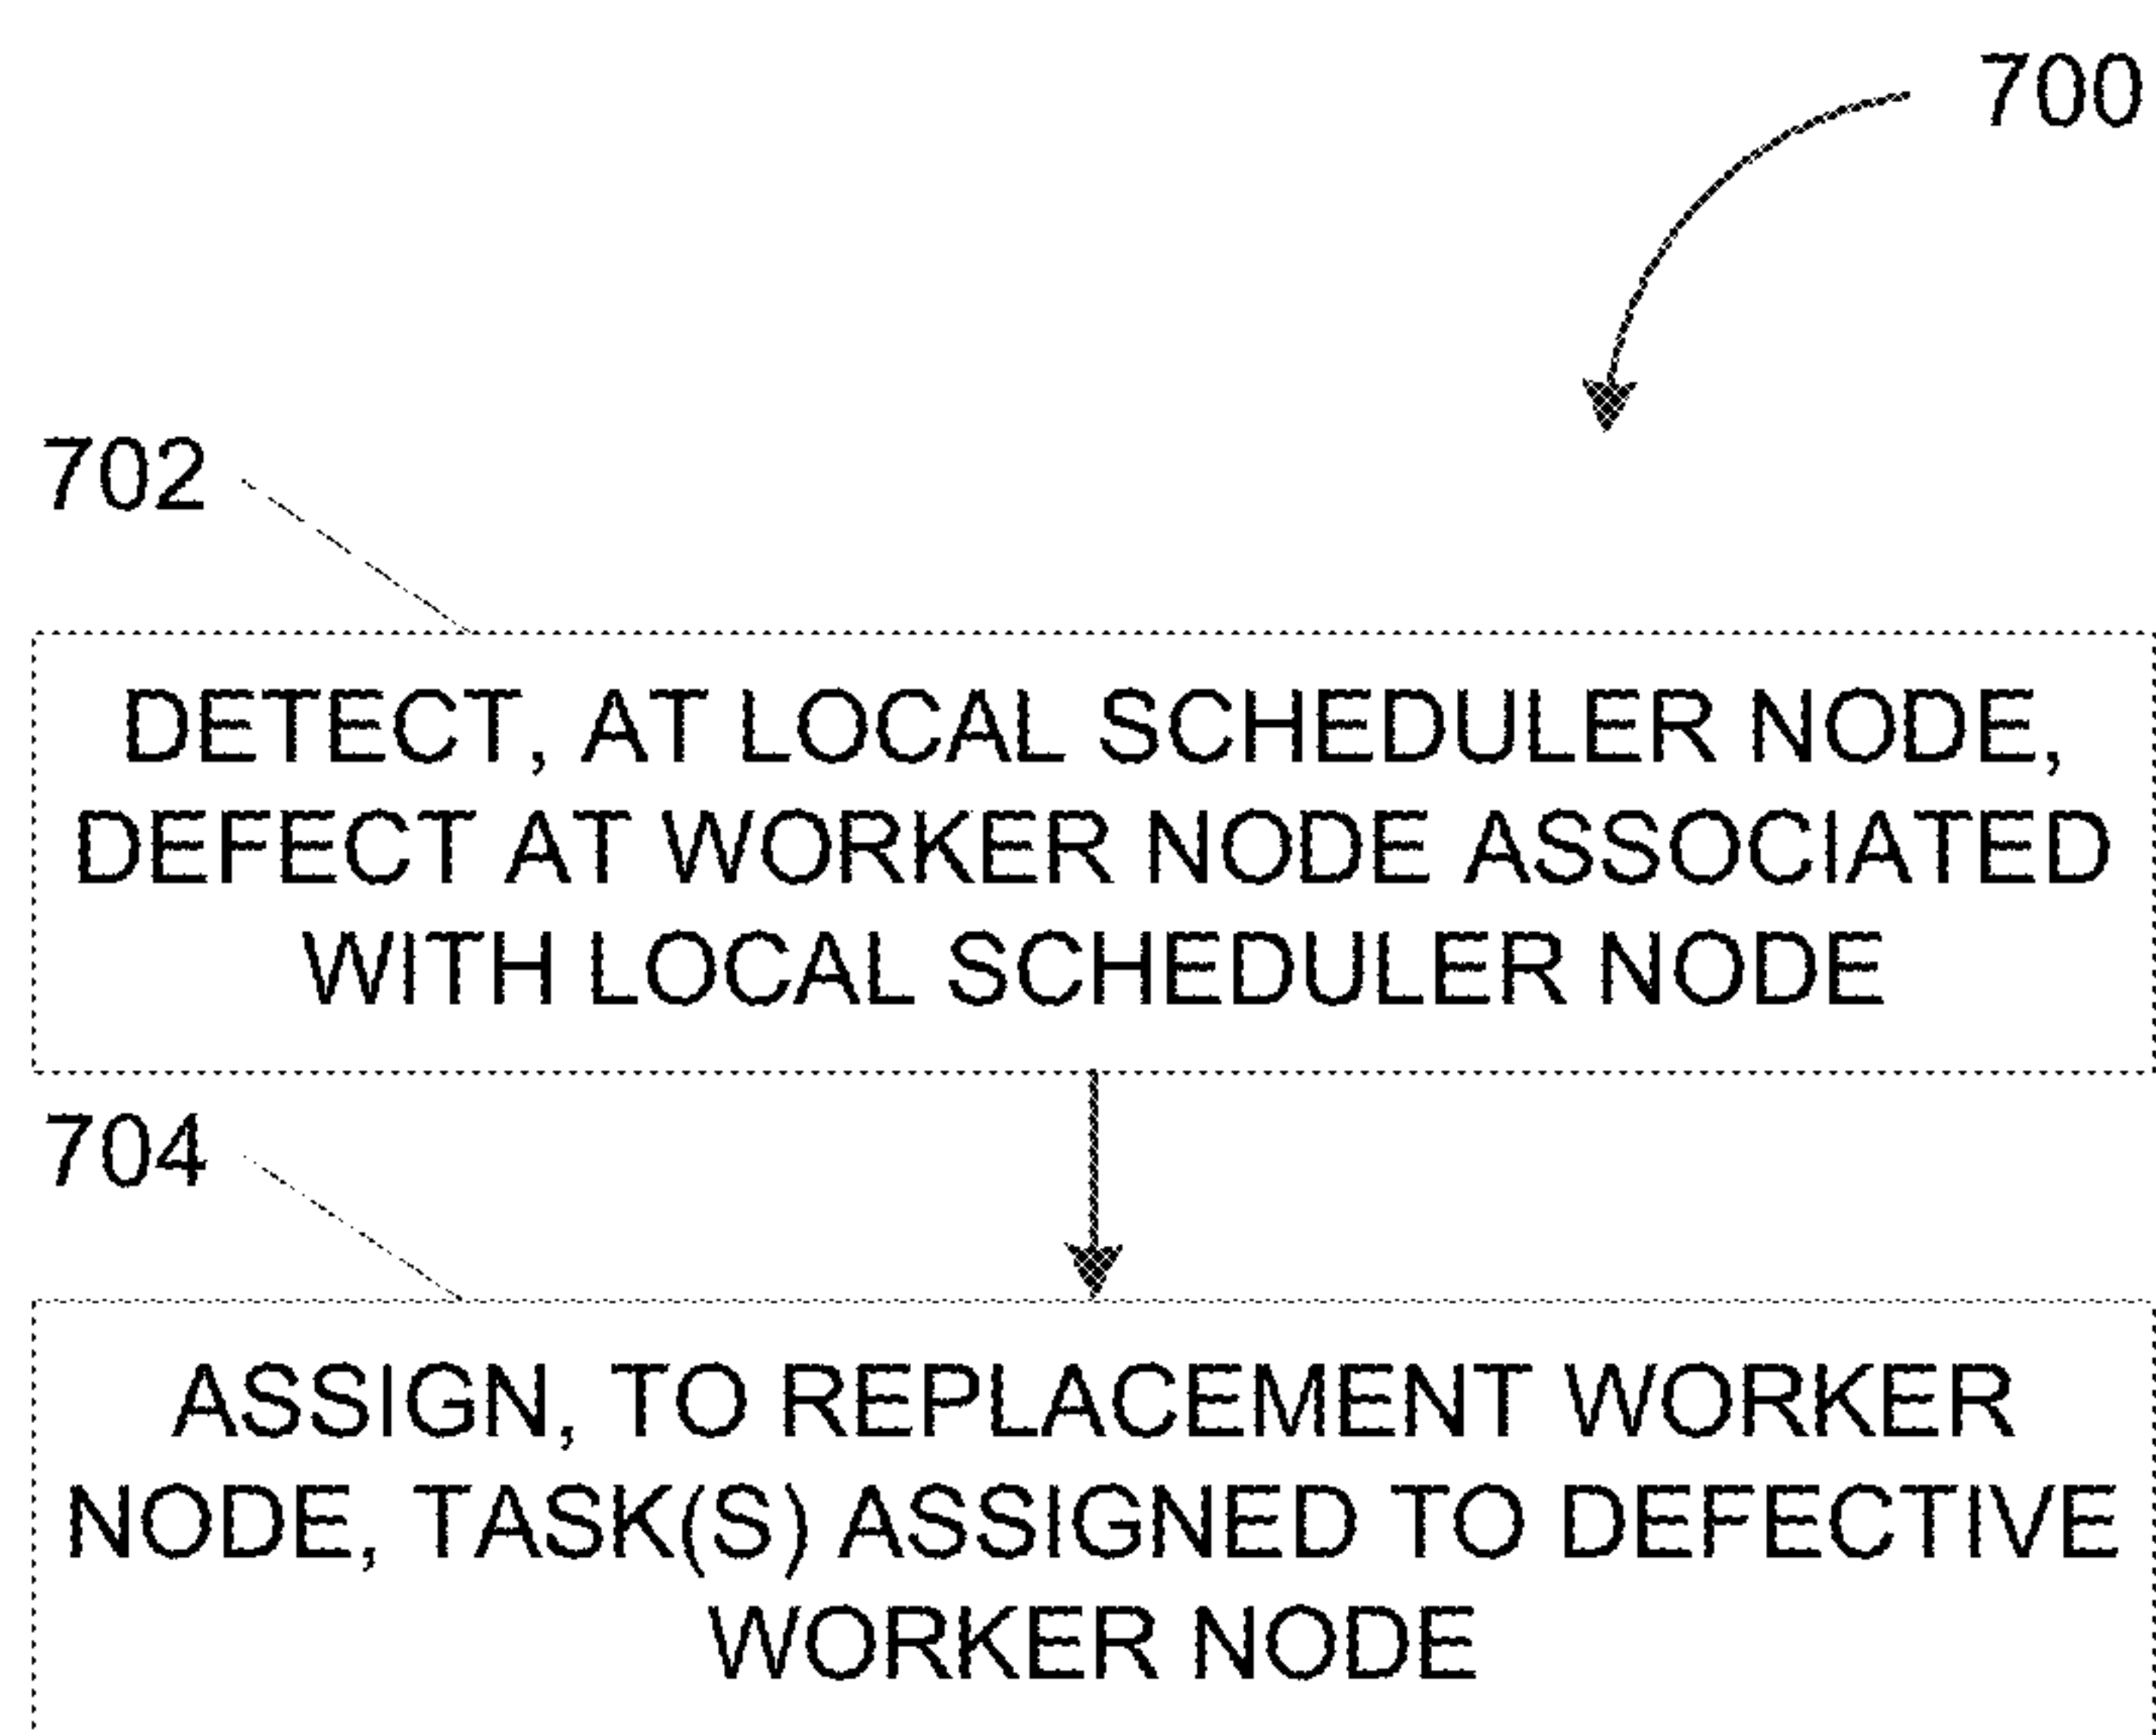 700
702
DETECT, AT LOCAL SCHEDULER NODE,
DEFECT AT WORKER NODE ASSOCIATED
WITH LOCAL SCHEDULER NODE
704
ASSIGN, TO REPLACEMENT WORKER
NODE, TASK(S) ASSIGNED TO DEFECTIVE
WORKER NODE